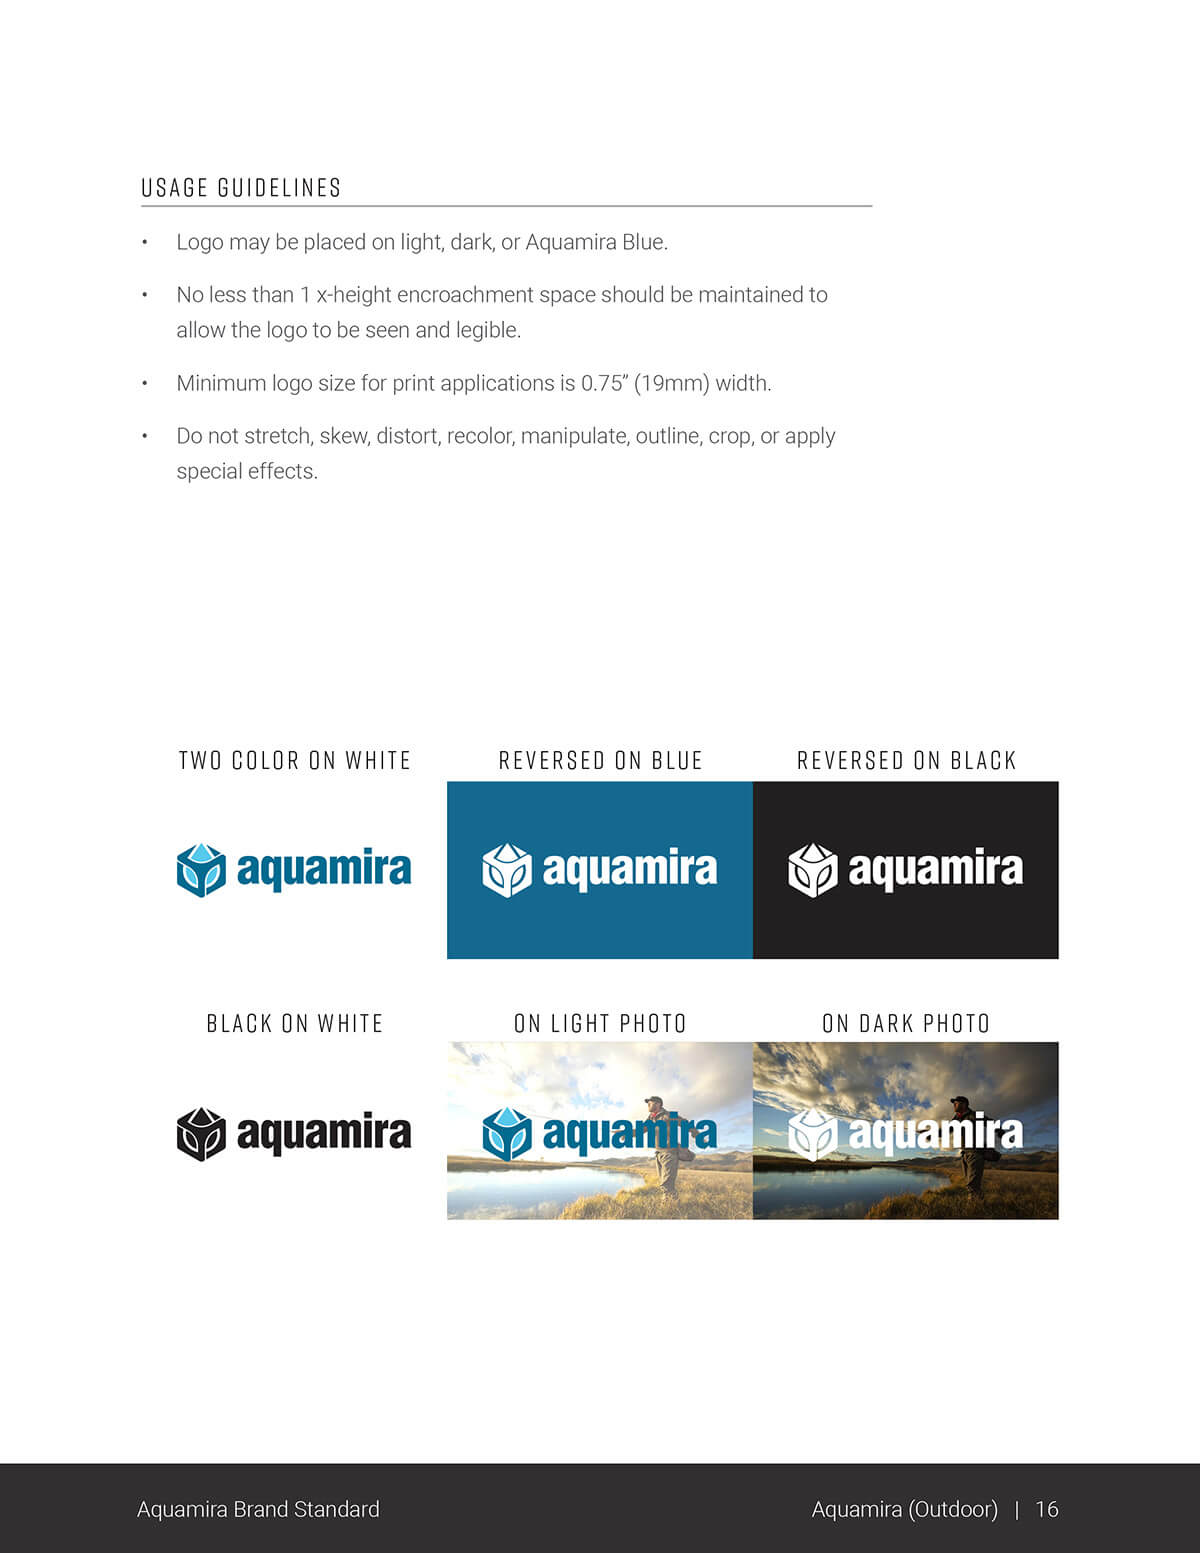 USAGE GUIDELINES
• Logo may be placed on light, dark, or Aquamira Blue.
• No less than 1 x-height encroachment space should be maintained to
allow the logo to be seen and legible.
• Minimum logo size for print applications is 0.75” (19mm) width.
• Do not stretch, skew, distort, recolor, manipulate, outline, crop, or apply
special effects.
TWO COLOR ON WHITE
REVERSED ON BLUE
REVERSED ON BLACK
aquamira
aquamira
aquamira
BLACK ON WHITE
ON LIGHT PHOTO
ON DARK PHOTO
aquamira
aquamira
aquamira
Aquamira Brand Standard
Aquamira (Outdoor) | 16